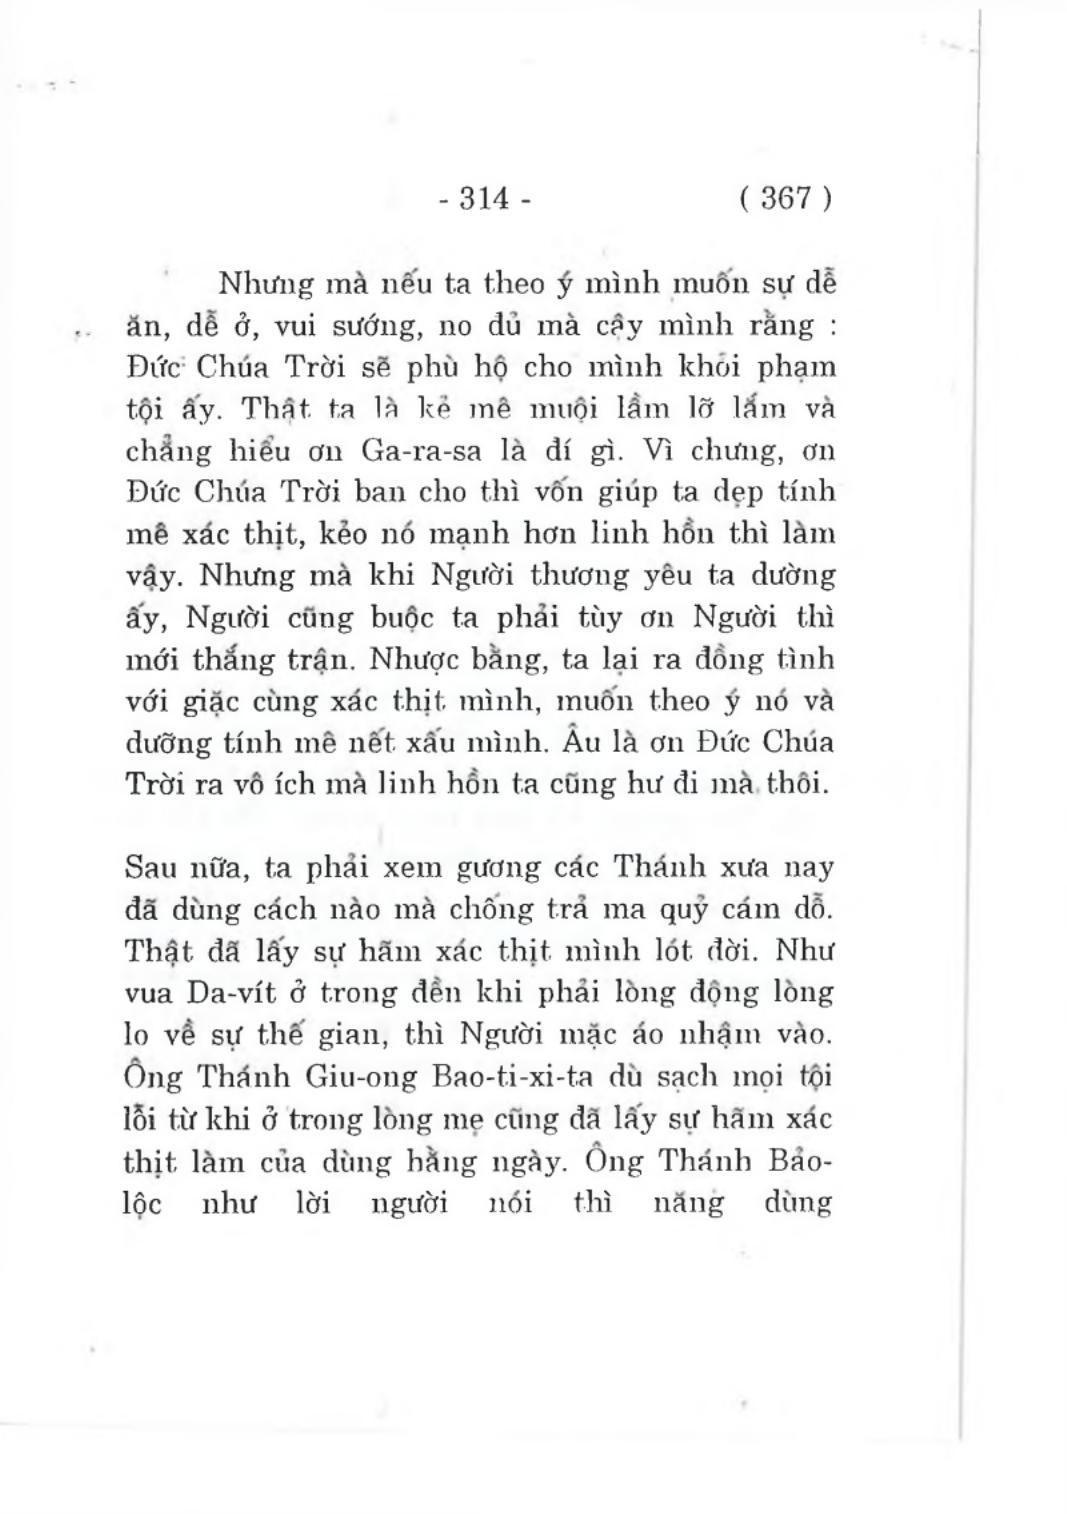 - 314 - ( 367 )
Nhưng mà nếu ta theo ý mình muốn sự dễ
ăn, dễ ở, vui sướng, no đủ mà cậy mình rằng :
Đức Chúa Trời sẽ phù hộ cho mình khỏi phạm
tội ấy. Thật ta là kẻ mê muội lầm lỡ lắm và
chẳng hiểu ơn Ga-ra-sa là đí gì. Vì chưng, ơn
Đức Chúa Trời ban cho thì vốn giúp ta dẹp tính
mê xác thịt, kẻo nó mạnh hơn linh hồn thì làm
vậy. Nhưng mà khi Người thương yêu ta dường
ấy, Người cũng buộc ta phải tùy ơn Người thì
mới thắng trận. Nhược bằng, ta lại ra đồng tình
với giặc cùng xác thịt mình, muốn theo ý nó và
dưỡng tính mê nết xấu mình. Âu là ơn Đức Chúa
Trời ra vô ích mà linh hồn ta cũng hư đi mà thôi.
Sau nữa, ta phải xem gương các Thánh xưa nay
đã dùng cách nào mà chống trả ma quỷ cám dỗ.
Thật đã lấy sự hãm xác thịt mình lót đời. Như
vua Da-vít ở trong đền khi phải lòng động lòng
lo về sự thế gian, thì Người mặc áo nhậm vào.
Ông Thánh Giu-ong Bao-ti-xi-ta dù sạch mọi tội
lỗi từ khi ở trong lòng mẹ cũng đã lấy sự hãm xác
thịt làm của dùng hằng ngày. Ông Thánh Bảo-
lộc như lời người nói thì năng dùng